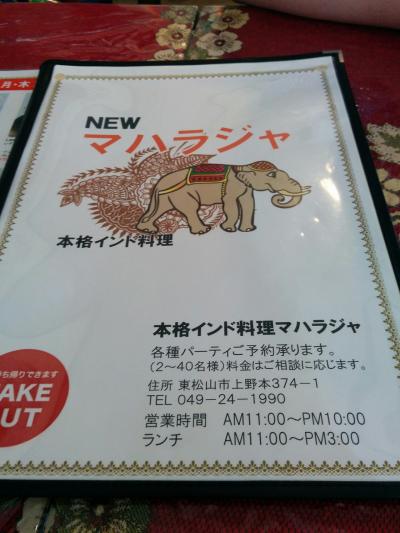 月・木
NEW
マハラジャ
本格インド料理
本格インド料理マハラジャ
各種パーティご予約承ります。
(2〜40名様)料金はご相談に応じます。
住所 東松山市上野本374－1
TEL 049－24－1990
営業時間 AM11:00〜PM10:00
ランチ AM11:00〜PM3:00
ち帰りできます
AKE
UT